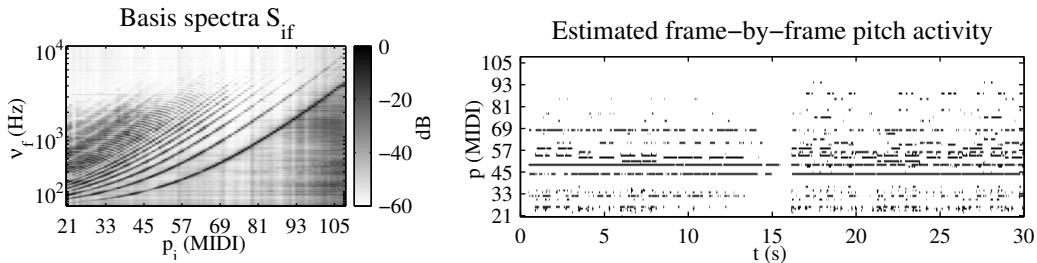 Basis spectra S_if
10^4
10^3
10^2
ν_f (Hz)
21 33 45 57 69 81 93 105
p_i (MIDI)
0
−20
−40
−60
dB
Estimated frame−by−frame pitch activity
105
93
81
69
57
45
33
21
p (MIDI)
0 5 10 15 20 25 30
t (s)